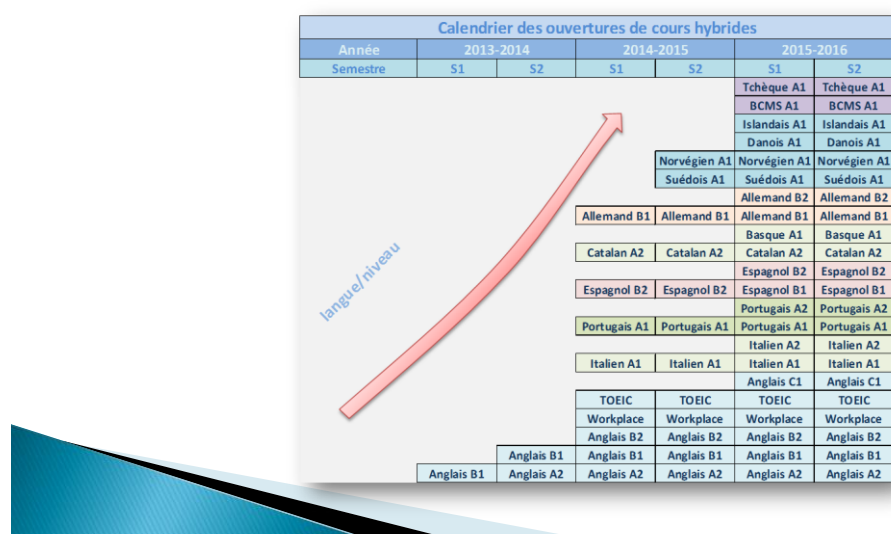 Calendrier des ouvertures de cours hybrides
Année 2013-2014 2014-2015 2015-2016
Semestre S1 S2 S1 S2 S1 S2
Tchèque A1 Tchèque A1
BCMS A1 BCMS A1
Islandais A1 Islandais A1
Danois A1 Danois A1
Norvégien A1 Norvégien A1 Norvégien A1
Suédois A1 Suédois A1 Suédois A1
Allemand B2 Allemand B2
Allemand B1 Allemand B1 Allemand B1 Allemand B1
Basque A1 Basque A1
Catalan A2 Catalan A2 Catalan A2 Catalan A2
Espagnol B2 Espagnol B2
Espagnol B2 Espagnol B2 Espagnol B1 Espagnol B1
Portugais A2 Portugais A2
Portugais A1 Portugais A1 Portugais A1 Portugais A1
Italien A2 Italien A2
Italien A1 Italien A1 Italien A1 Italien A1
Anglais C1 Anglais C1
TOEIC TOEIC TOEIC TOEIC
Workplace Workplace Workplace Workplace
Anglais B2 Anglais B2 Anglais B2 Anglais B2
Anglais B1 Anglais B1 Anglais B1 Anglais B1 Anglais B1
Anglais B1 Anglais A2 Anglais A2 Anglais A2 Anglais A2 Anglais A2
langue/niveau